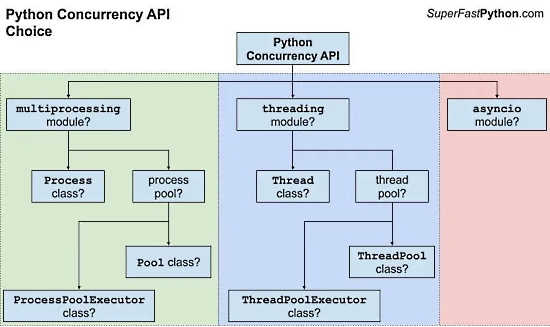 Python Concurrency API
Choice
SuperFastPython.com
Python
Concurrency API
multiprocessing
module?
threading
module?
asyncio
module?
Process
class?
process
pool?
Thread
class?
thread
pool?
Pool class?
ThreadPool
class?
ProcessPoolExecutor
class?
ThreadPoolExecutor
class?